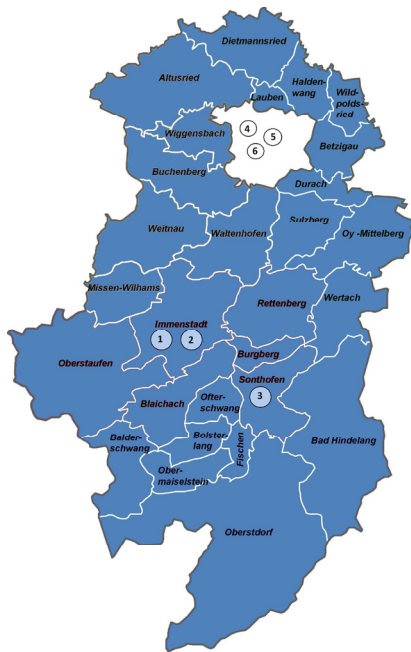 Dietmannsried
Altusried
Halden-
wang
Lauben
Wild-
polds-
ried
4
5
6
Wiggensbach
Betzigau
Buchenberg
Durach
Weitnau
Waltenhofen
Sulzberg
Oy -Mittelberg
Missen-Wilhams
Rettenberg
Wertach
Immenstadt
1
2
Oberstaufen
Burgberg
Sonthofen
3
Blaichach
Ofter-
schwang
Balder-
schwang
Bolster-
lang
Fischen
Bad Hindelang
Ober-
maiselstein
Oberstdorf